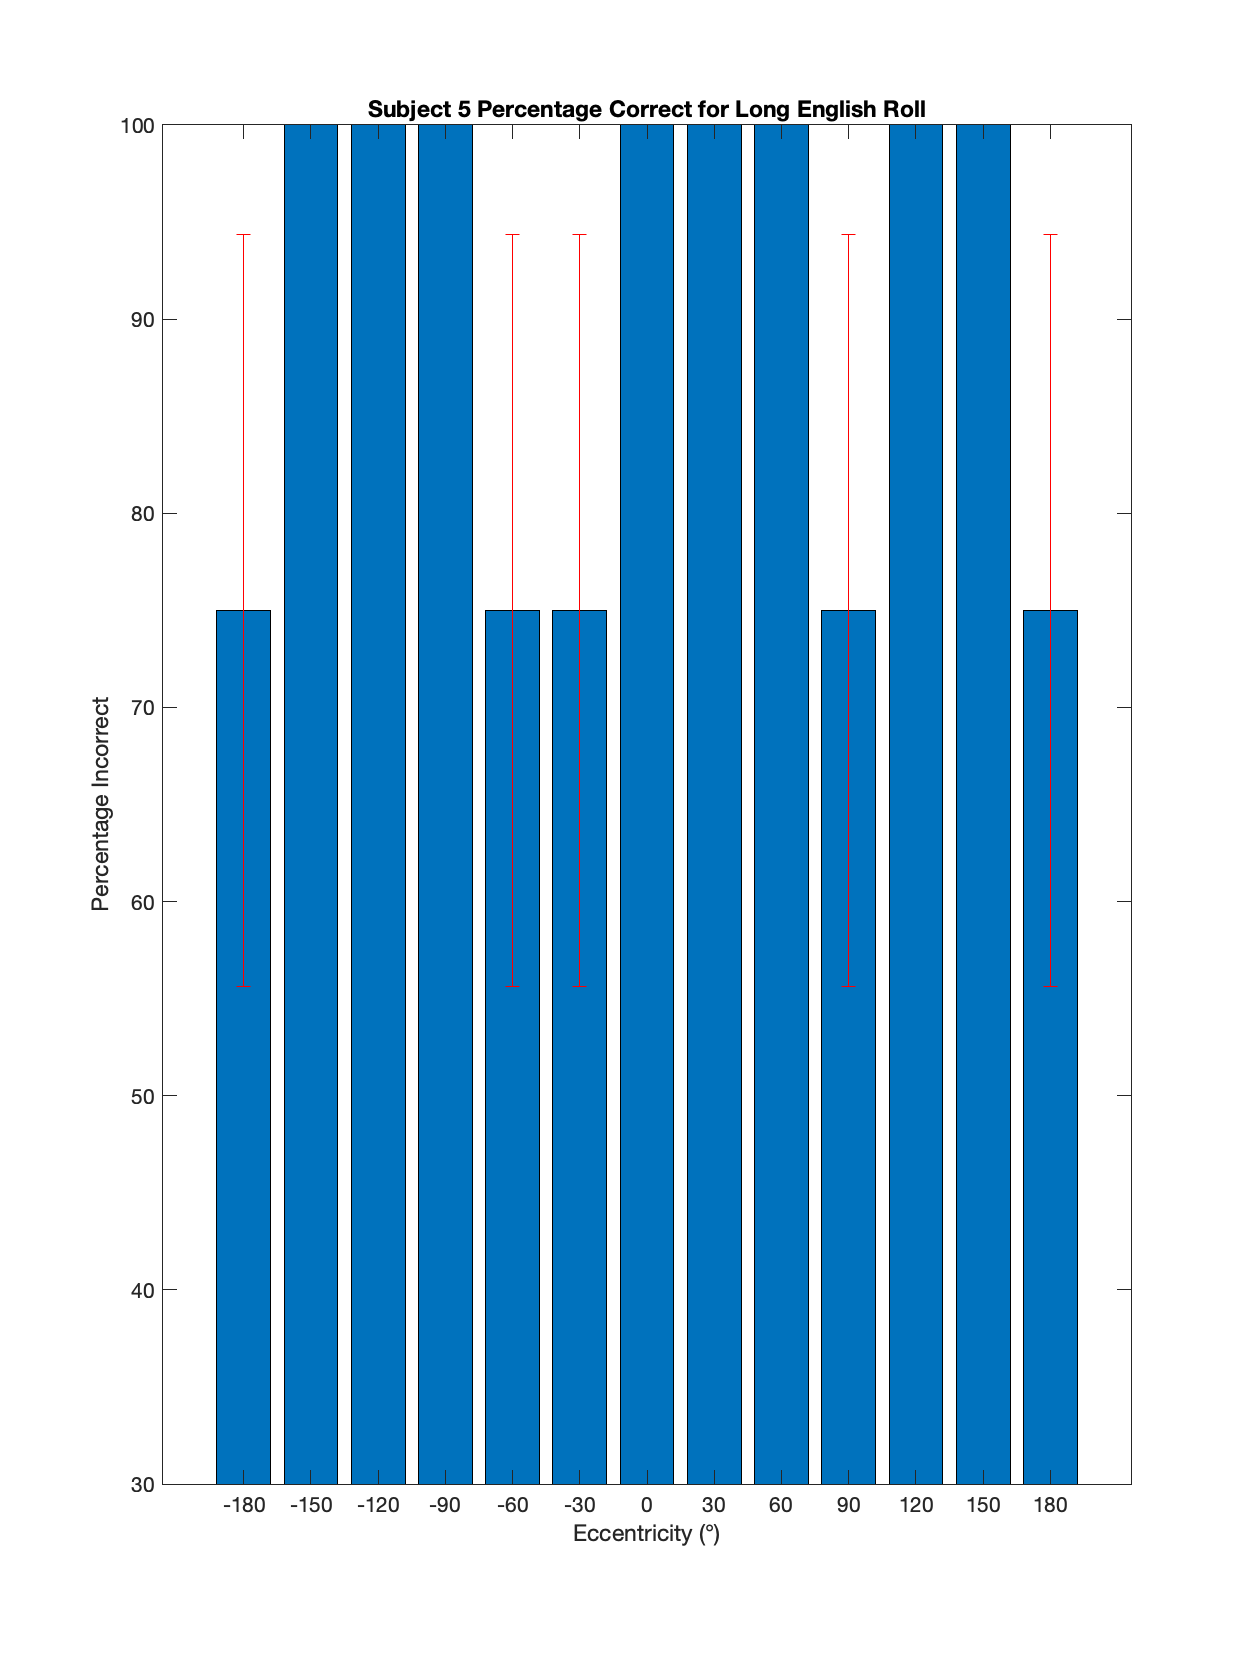 Subject 5 Percentage Correct for Long English Roll
100
90
80
70
60
50
40
30
Percentage Incorrect
-180 -150 -120 -90 -60 -30 0 30 60 90 120 150 180
Eccentricity (°)